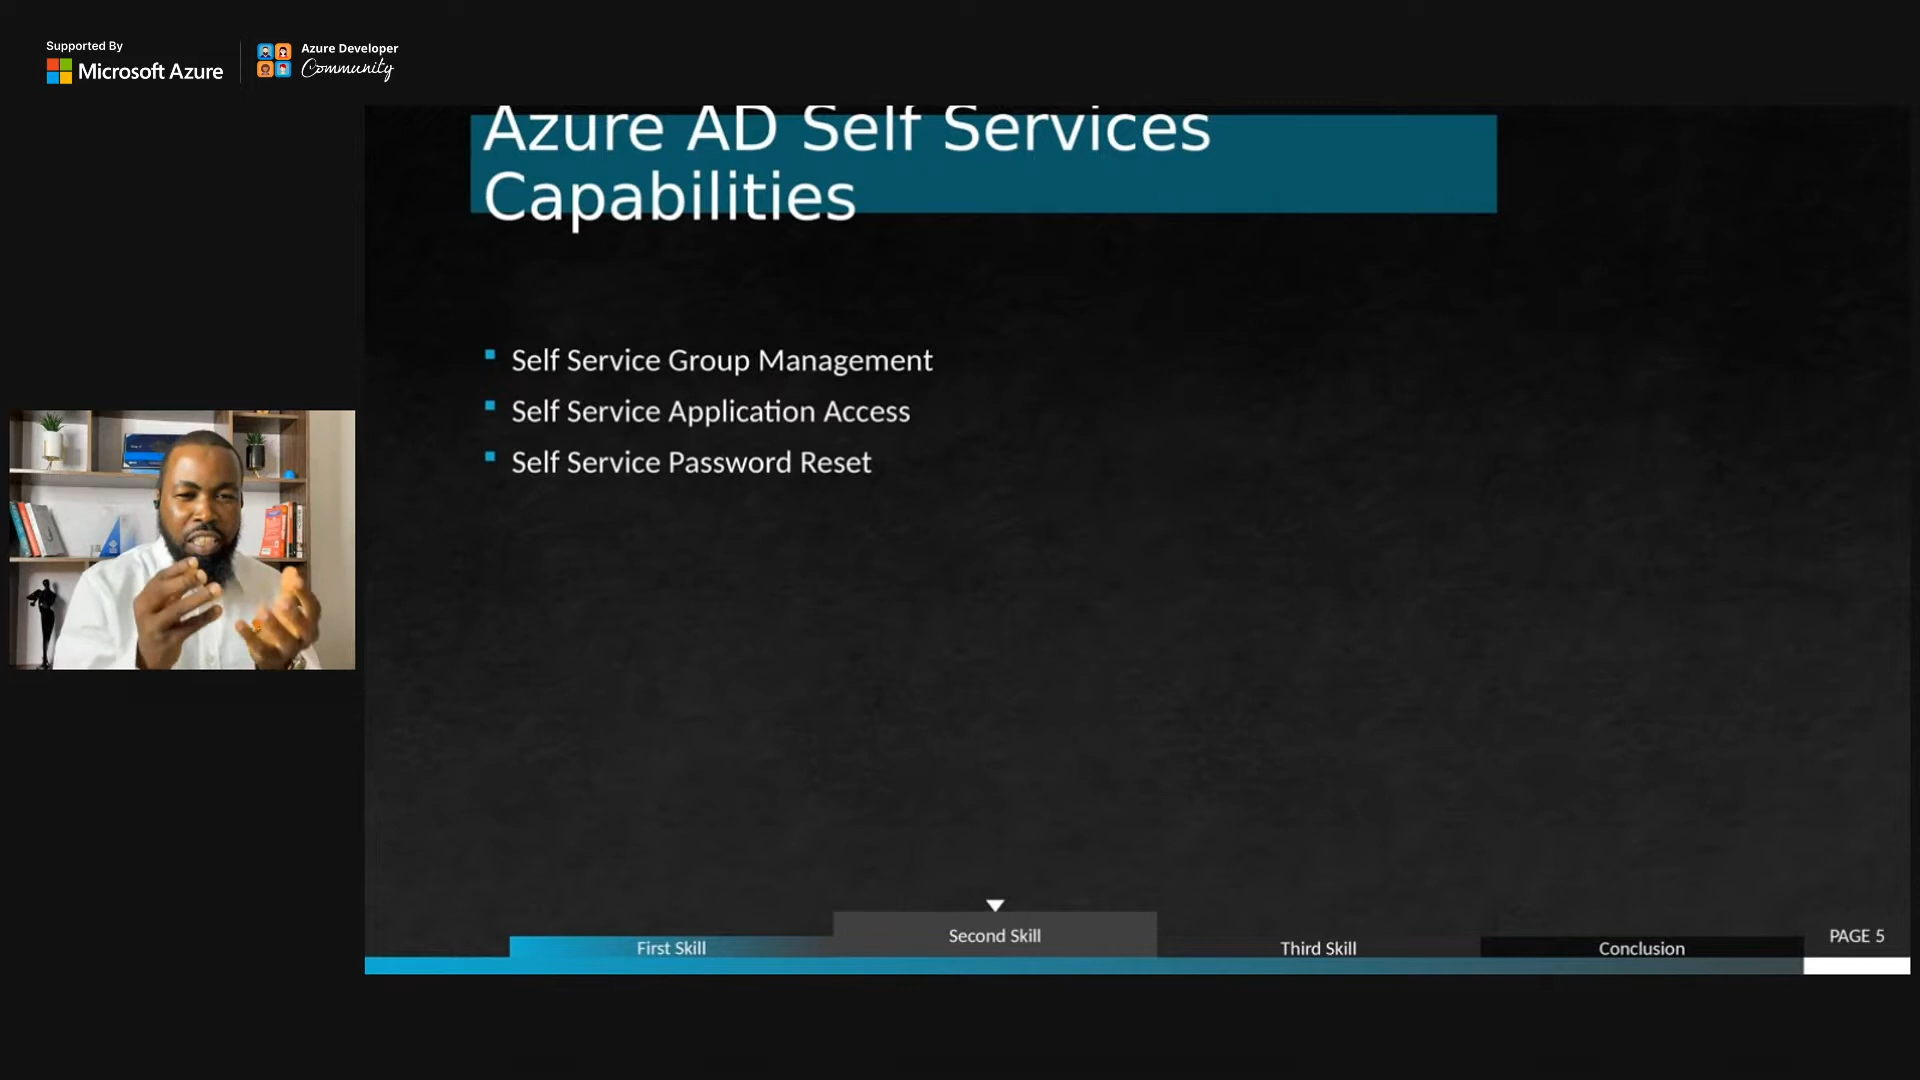 Supported By
Microsoft Azure
Azure Developer
Community
Azure AD Self Services
Capabilities
Self Service Group Management
Self Service Application Access
Self Service Password Reset
First Skill
Second Skill
Third Skill
Conclusion
PAGE 5